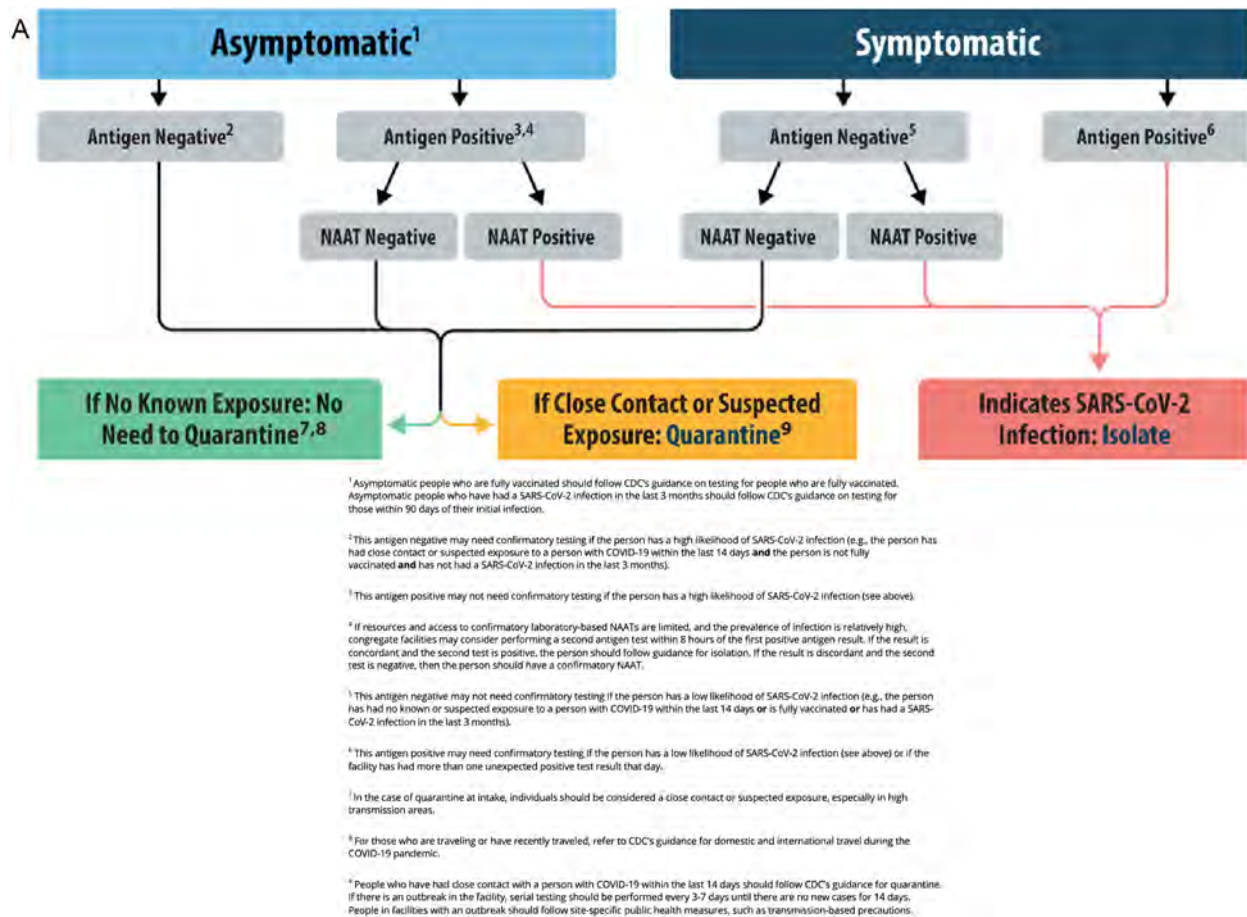 A
Asymptomatic¹
Symptomatic
Antigen Negative²
Antigen Positive³,⁴
Antigen Negative⁵
Antigen Positive⁶
NAAT Negative
NAAT Positive
NAAT Negative
NAAT Positive
If No Known Exposure: No
Need to Quarantine⁷,⁸
If Close Contact or Suspected
Exposure: Quarantine⁹
Indicates SARS-CoV-2
Infection: Isolate
¹ Asymptomatic people who are fully vaccinated should follow CDC's guidance on testing for people who are fully vaccinated.
Asymptomatic people who have had a SARS-CoV-2 infection in the last 3 months should follow CDC's guidance on testing for
those within 90 days of their initial infection.
² This antigen negative may need confirmatory testing if the person has a high likelihood of SARS-CoV-2 infection (e.g., the person has
had close contact or suspected exposure to a person with COVID-19 within the last 14 days and the person is not fully
vaccinated and has not had a SARS-CoV-2 infection in the last 3 months).
³ This antigen positive may not need confirmatory testing if the person has a high likelihood of SARS-CoV-2 infection (see above).
⁴ If resources and access to confirmatory laboratory-based NAATs are limited, and the prevalence of infection is relatively high,
congregate facilities may consider performing a second antigen test within 8 hours of the first positive antigen result. If the result is
concordant and the second test is positive, the person should follow guidance for isolation. If the result is discordant and the second
test is negative, then the person should have a confirmatory NAAT.
⁵ This antigen negative may not need confirmatory testing if the person has a low likelihood of SARS-CoV-2 infection (e.g., the person
has had no known or suspected exposure to a person with COVID-19 within the last 14 days or is fully vaccinated or has had a SARS-
CoV-2 infection in the last 3 months).
⁶ This antigen positive may need confirmatory testing if the person has a low likelihood of SARS-CoV-2 infection (see above) or if the
facility has had more than one unexpected positive test result that day.
⁷ In the case of quarantine at intake, individuals should be considered a close contact or suspected exposure, especially in high
transmission areas.
⁸ For those who are traveling or have recently traveled, refer to CDC's guidance for domestic and international travel during the
COVID-19 pandemic.
⁹ People who have had close contact with a person with COVID-19 within the last 14 days should follow CDC's guidance for quarantine.
If there is an outbreak in the facility, serial testing should be performed every 3-7 days until there are no new cases for 14 days.
People in facilities with an outbreak should follow site-specific public health measures, such as transmission-based precautions.